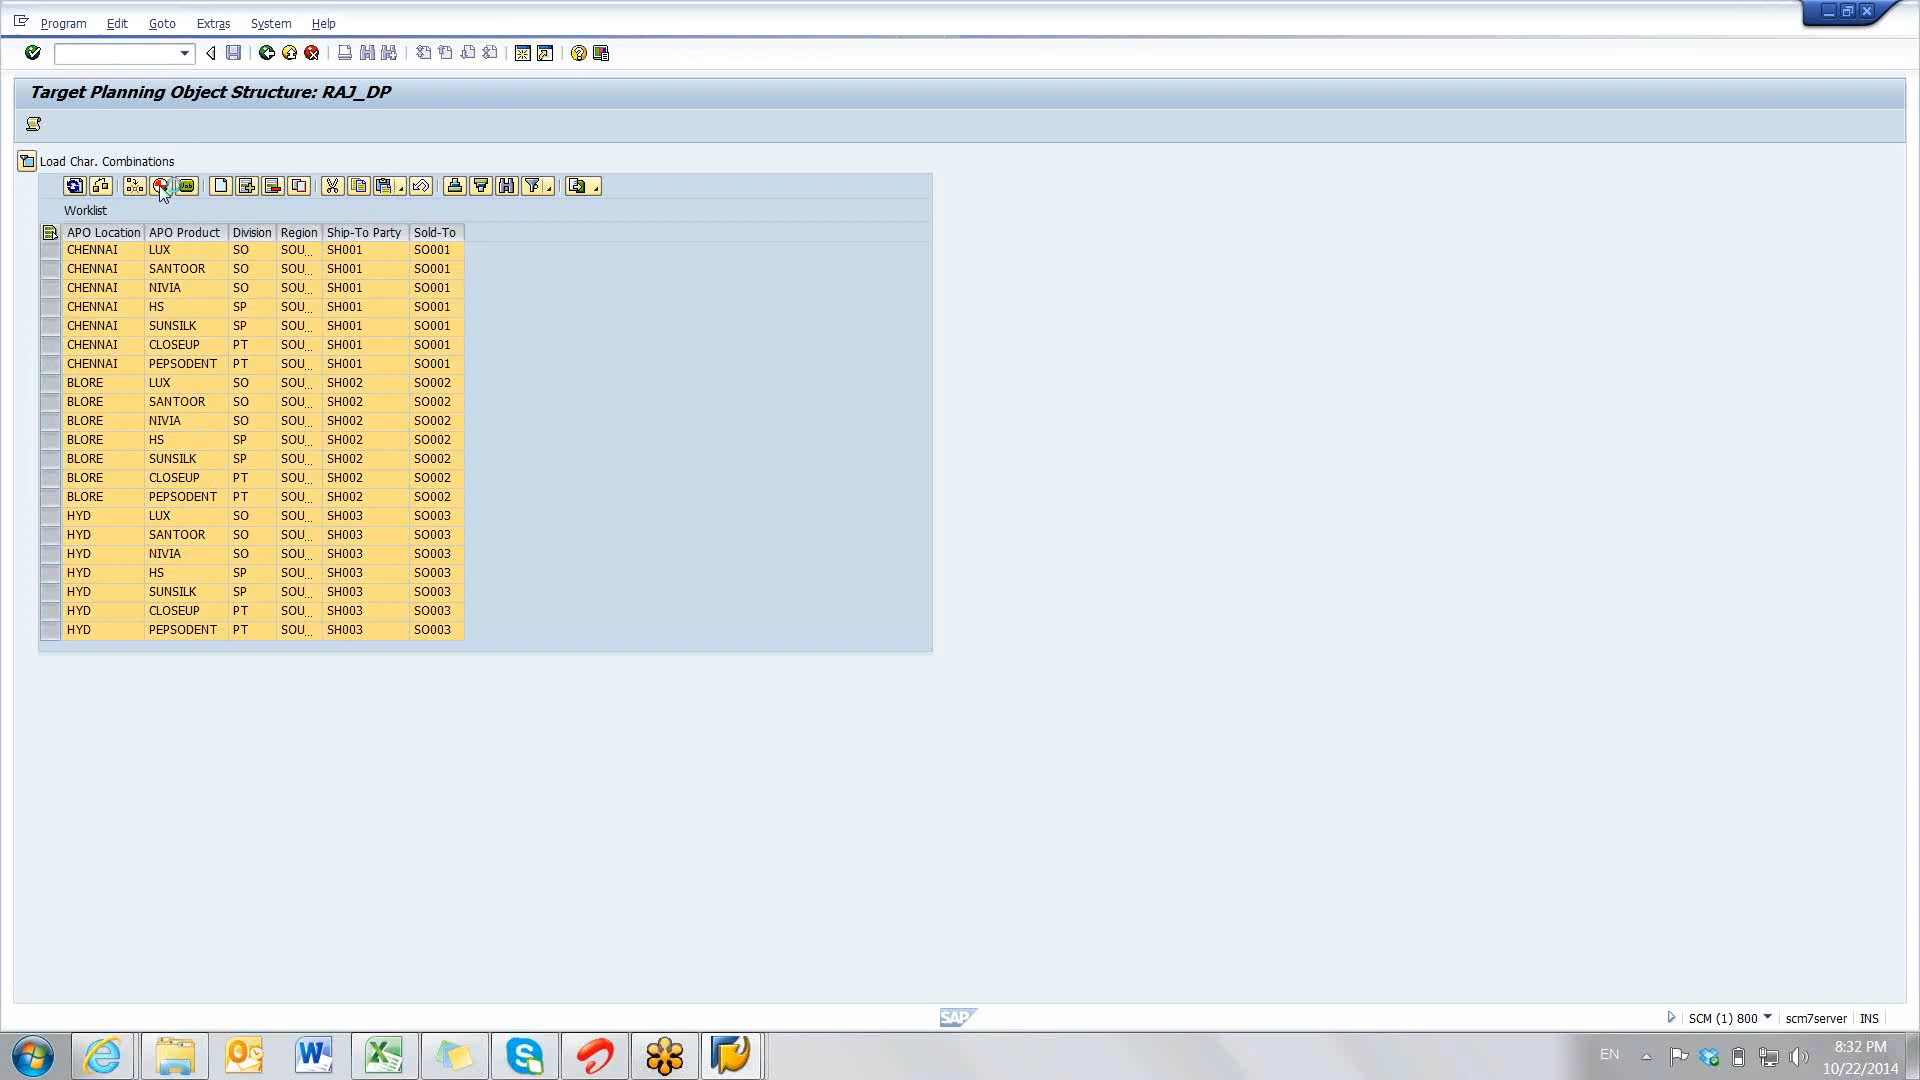 Program Edit Goto Extras System Help
Target Planning Object Structure: RAJ_DP
Load Char. Combinations
Worklist
APO Location APO Product Division Region Ship-To Party Sold-To
CHENNAI LUX SO SOU... SH001 SO001
CHENNAI SANTOOR SO SOU... SH001 SO001
CHENNAI NIVIA SO SOU... SH001 SO001
CHENNAI HS SP SOU... SH001 SO001
CHENNAI SUNSILK SP SOU... SH001 SO001
CHENNAI CLOSEUP PT SOU... SH001 SO001
CHENNAI PEPSODENT PT SOU... SH001 SO001
BLORE LUX SO SOU... SH002 SO002
BLORE SANTOOR SO SOU... SH002 SO002
BLORE NIVIA SO SOU... SH002 SO002
BLORE HS SP SOU... SH002 SO002
BLORE SUNSILK SP SOU... SH002 SO002
BLORE CLOSEUP PT SOU... SH002 SO002
BLORE PEPSODENT PT SOU... SH002 SO002
HYD LUX SO SOU... SH003 SO003
HYD SANTOOR SO SOU... SH003 SO003
HYD NIVIA SO SOU... SH003 SO003
HYD HS SP SOU... SH003 SO003
HYD SUNSILK SP SOU... SH003 SO003
HYD CLOSEUP PT SOU... SH003 SO003
HYD PEPSODENT PT SOU... SH003 SO003
SAP SCM (1) 800 scm7server INS
EN 8:32 PM
10/22/2014